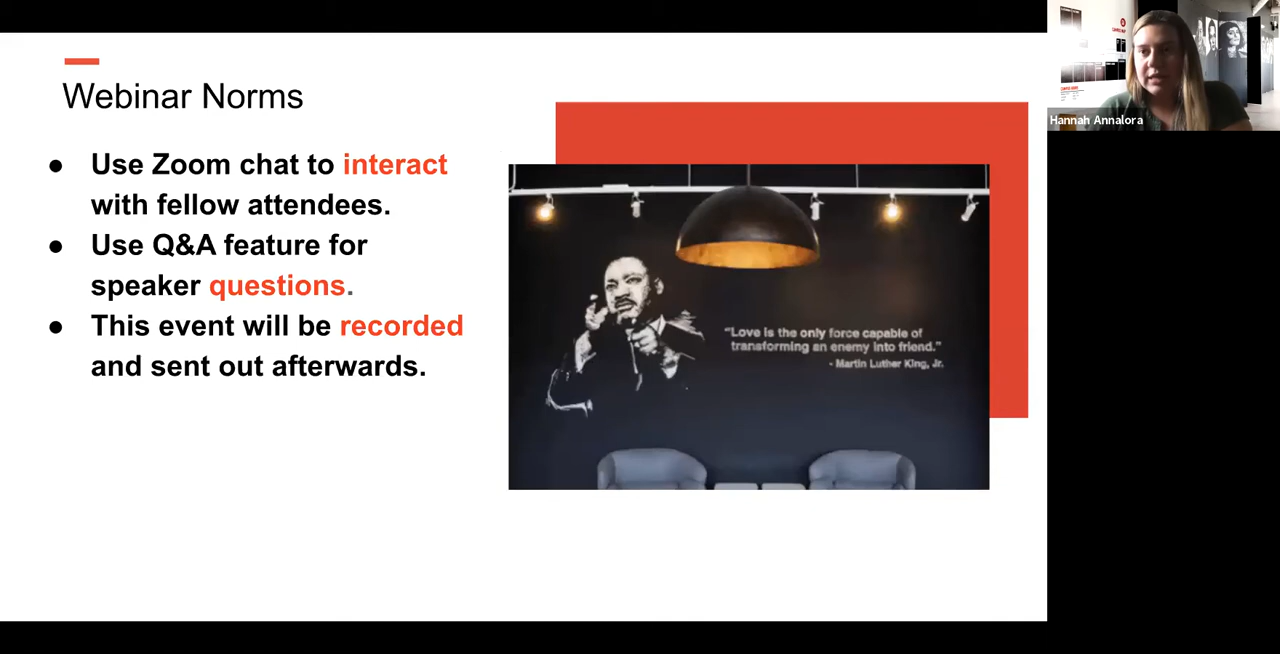 Webinar Norms
● Use Zoom chat to interact
with fellow attendees.
● Use Q&A feature for
speaker questions.
● This event will be recorded
and sent out afterwards.
“Love is the only force capable of
transforming an enemy into friend.”
- Martin Luther King, Jr.
Hannah Annalora